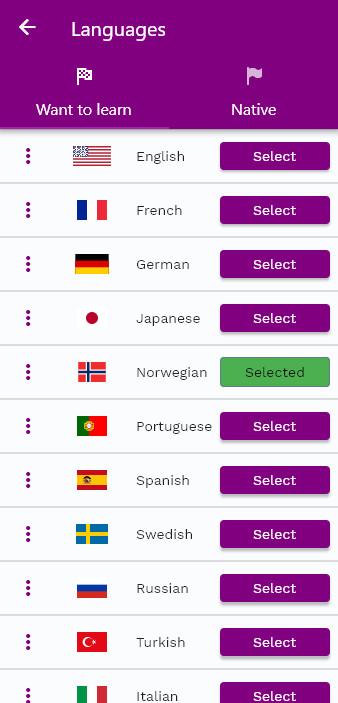 Languages
Want to learn Native
English Select
French Select
German Select
Japanese Select
Norwegian Selected
Portuguese Select
Spanish Select
Swedish Select
Russian Select
Turkish Select
Italian Select